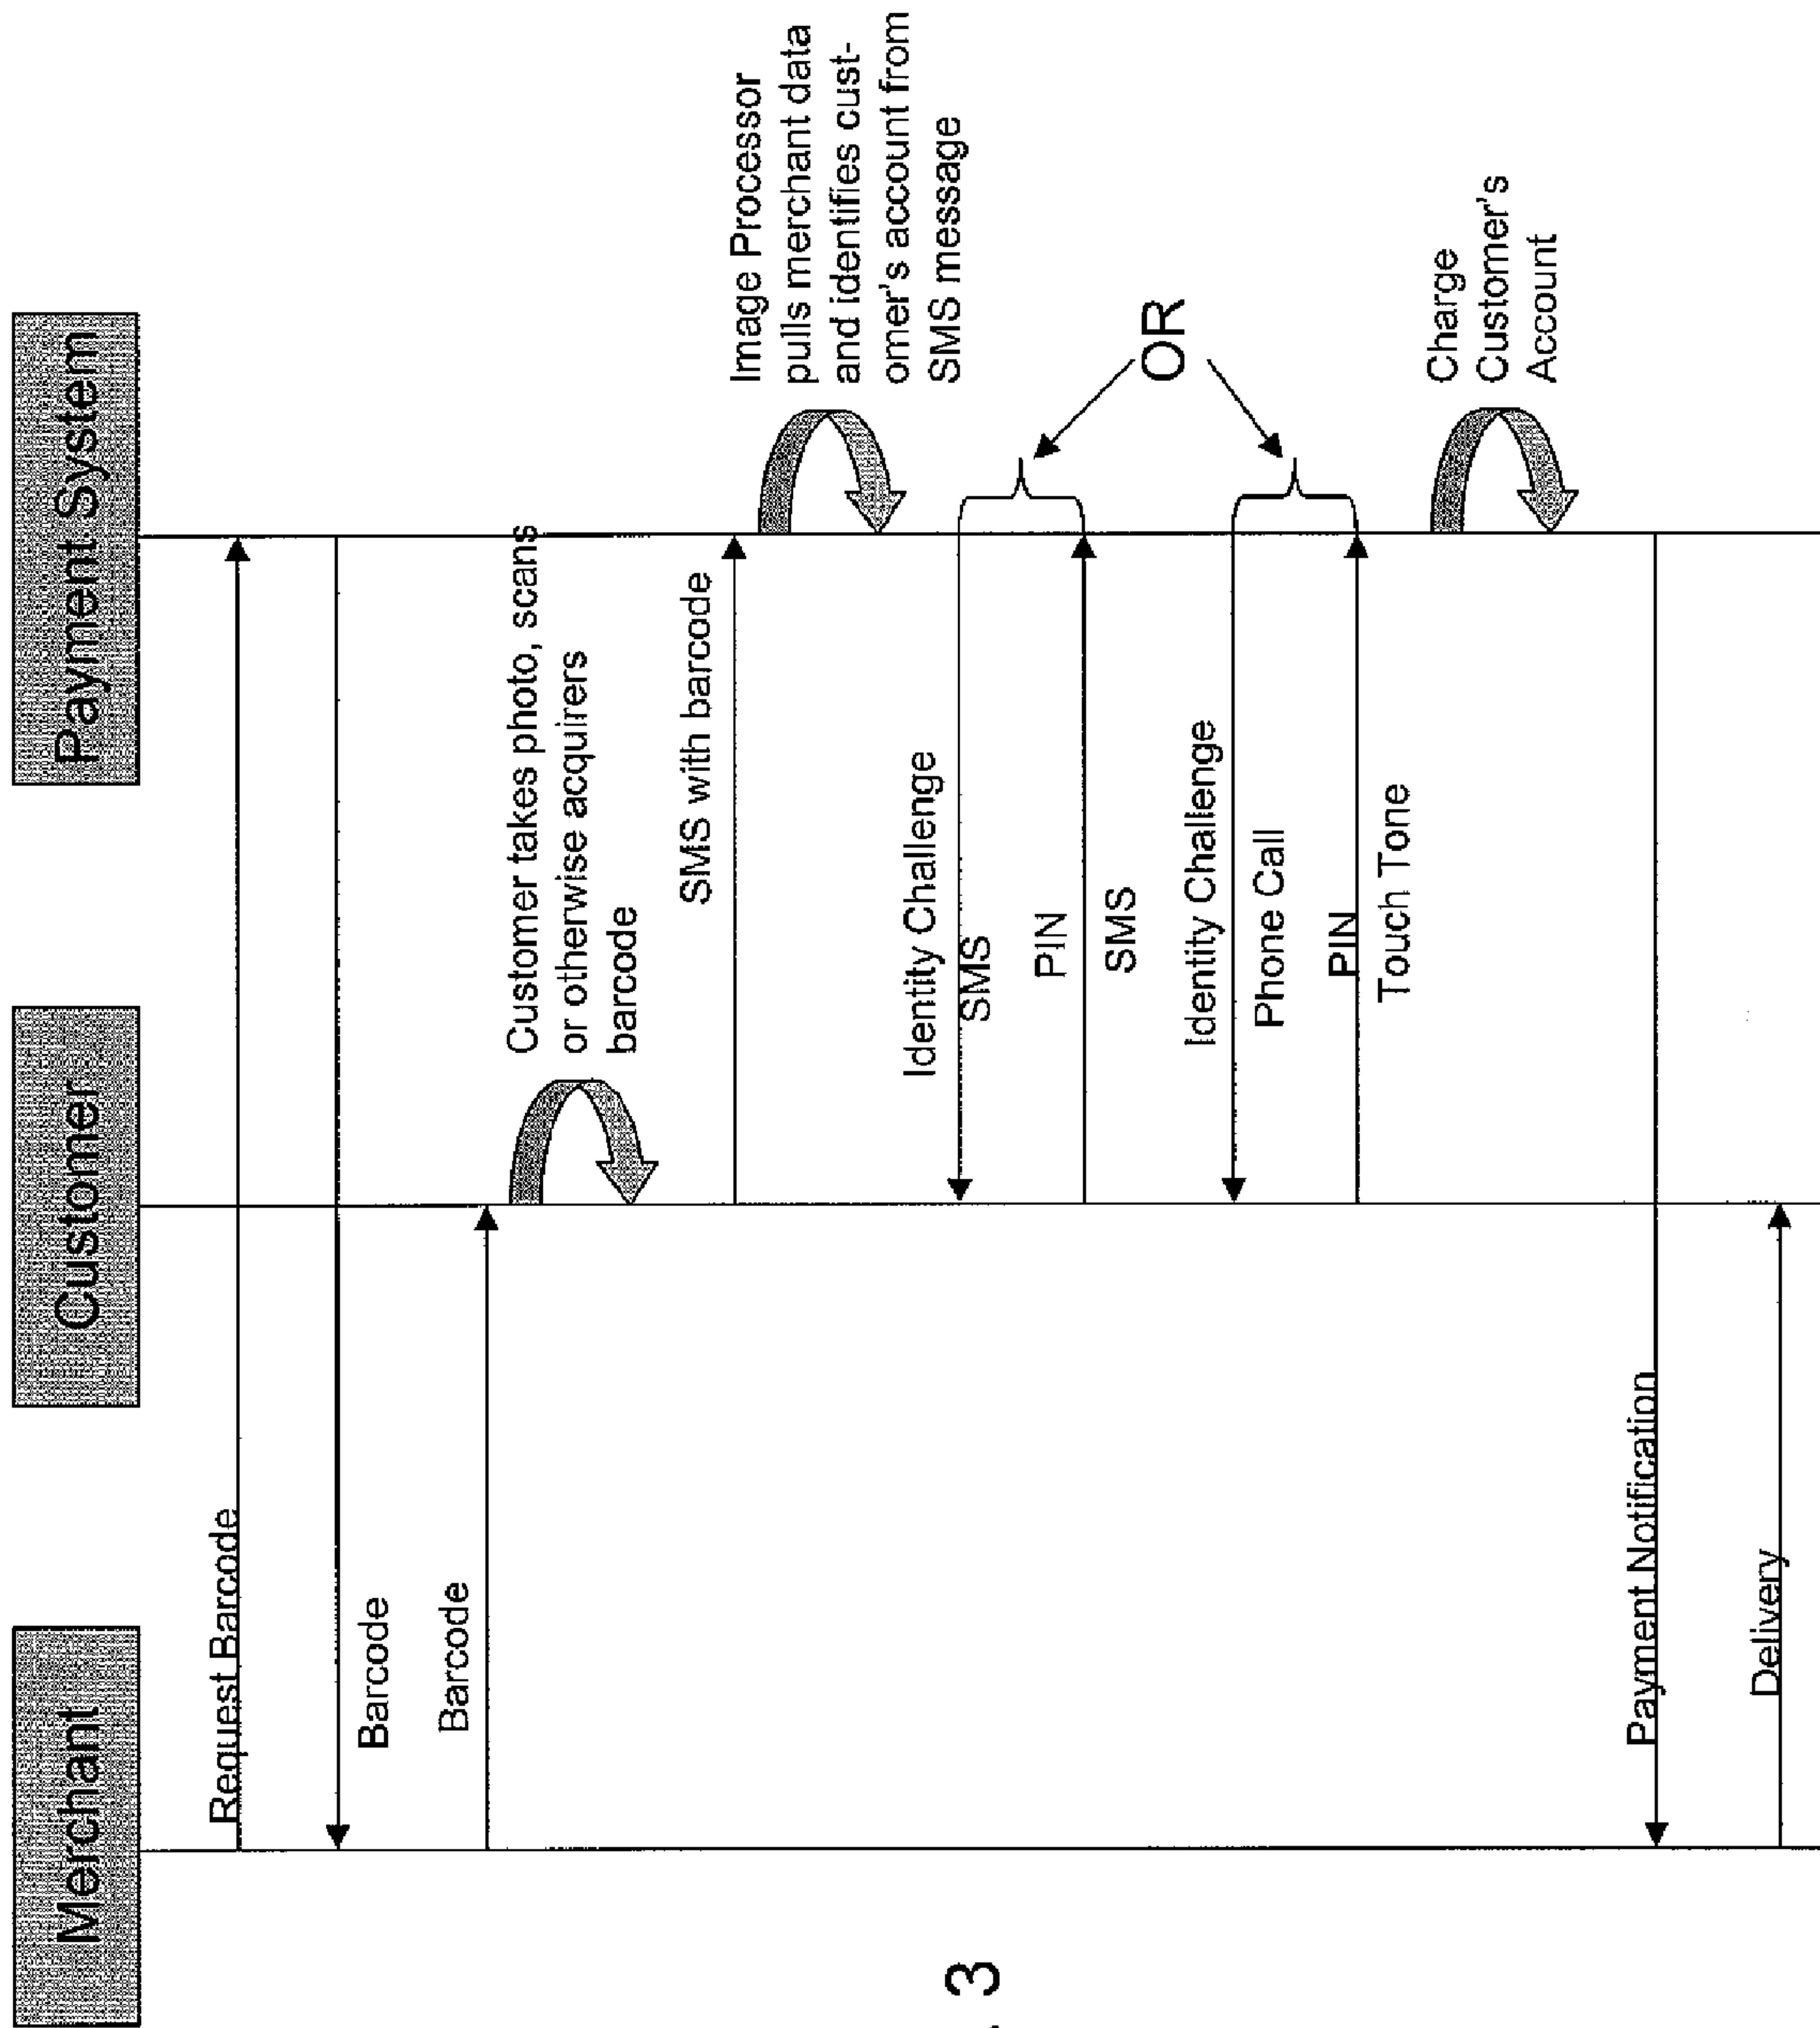 Merchant
Customer
Payment System
Request Barcode
Barcode
Barcode
Customer takes photo, scans
or otherwise acquirers
barcode
SMS with barcode
Image Processor
pulls merchant data
and identifies cust-
omer's account from
SMS message
Identity Challenge
SMS
PIN
SMS
OR
Identity Challenge
Phone Call
PIN
Touch Tone
Charge
Customer's
Account
Payment Notification
Delivery
3